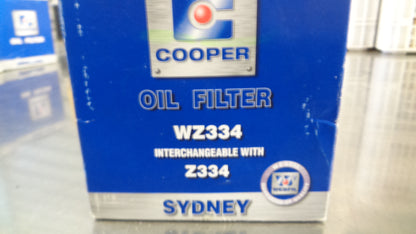 COOPER
OIL FILTER
WZ334
INTERCHANGEABLE WITH
Z334
SYDNEY